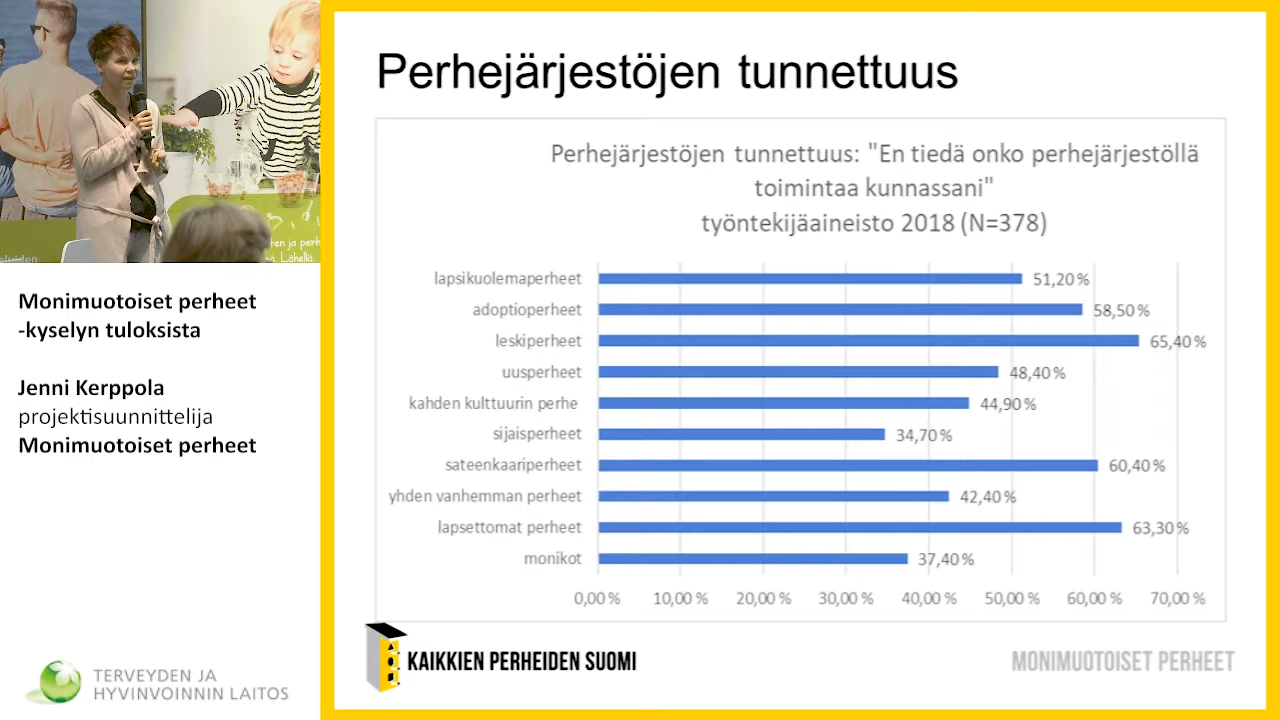 Perhejärjestöjen tunnettuus
Perhejärjestöjen tunnettuus: "En tiedä onko perhejärjestöllä
toimintaa kunnassani"
työntekijäaineisto 2018 (N=378)
lapsikuolemaperheet 51,20 %
adoptioperheet 58,50 %
leskiperheet 65,40 %
uusperheet 48,40 %
kahden kulttuurin perhe 44,90 %
sijaisperheet 34,70 %
sateenkaariperheet 60,40 %
yhden vanhemman perheet 42,40 %
lapsettomat perheet 63,30 %
monikot 37,40 %
0,00 % 10,00 % 20,00 % 30,00 % 40,00 % 50,00 % 60,00 % 70,00 %
KAIKKIEN PERHEIDEN SUOMI
MONIMUOTOISET PERHEET
Monimuotoiset perheet
-kyselyn tuloksista
Jenni Kerppola
projektisuunnittelija
Monimuotoiset perheet
TERVEYDEN JA
HYVINVOINNIN LAITOS
ja perh
Lähellä.